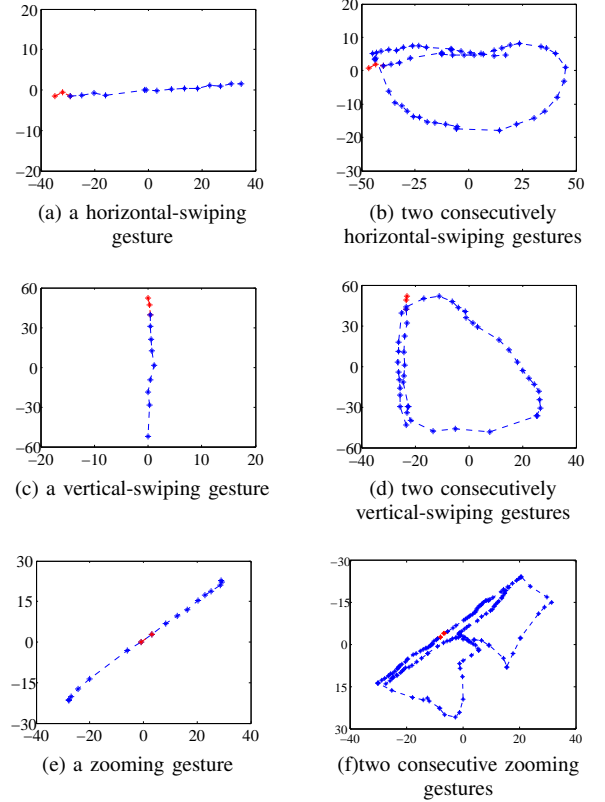 20
10
0
−10
−20
−40 −20 0 20 40
(a) a horizontal-swiping
gesture
20
10
0
−10
−20
−30
−50 −25 0 25 50
(b) two consecutively
horizontal-swiping gestures
60
30
0
−30
−60
−20 −10 0 10 20
(c) a vertical-swiping gesture
60
30
0
−30
−60
−40 −20 0 20 40
(d) two consecutively
vertical-swiping gestures
30
15
0
−15
−30
−40 −20 0 20 40
(e) a zooming gesture
−30
−15
0
15
30
−40 −20 0 20 40
(f)two consecutive zooming
gestures